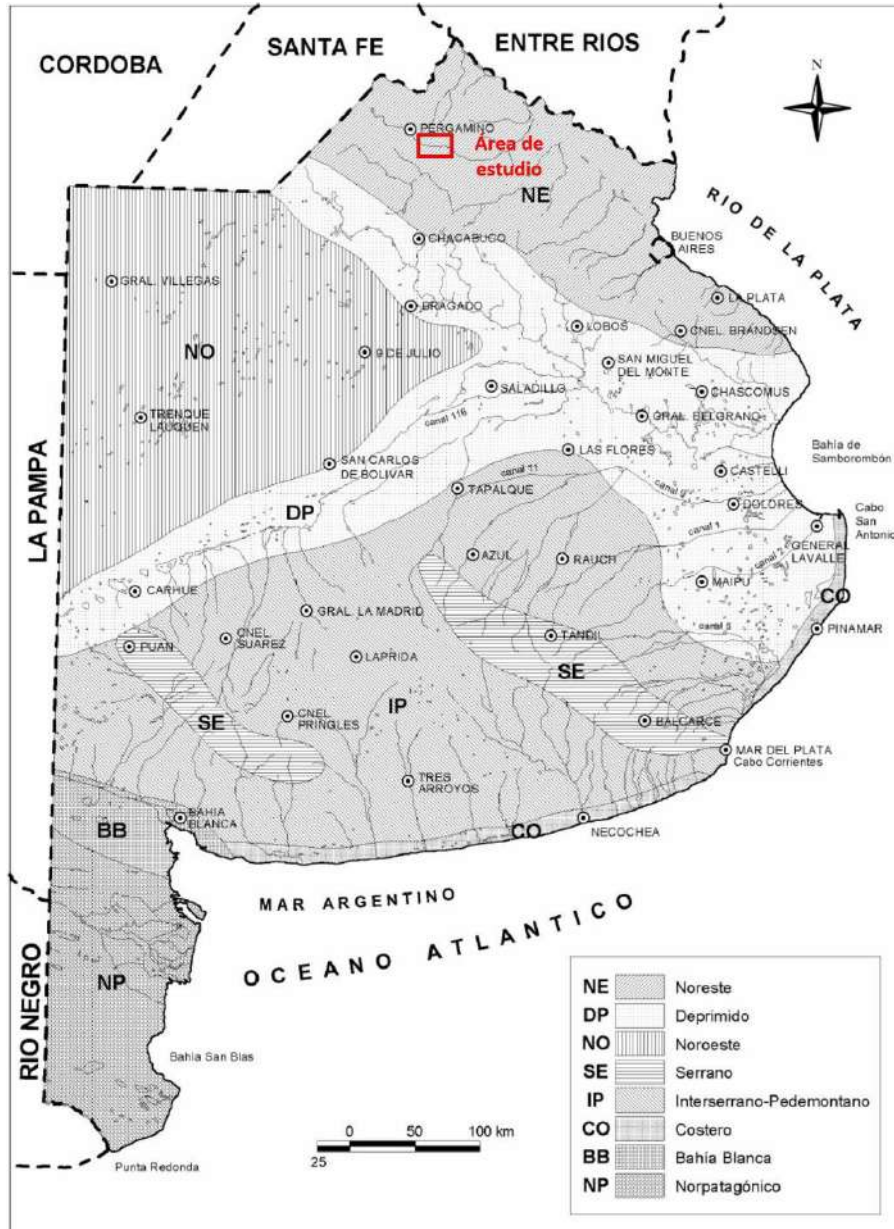 CORDOBA
SANTA FE
ENTRE RIOS
N
PERGAMINO
Área de
estudio
NE
RIO DE LA PLATA
CHACABUCO
BUENOS
AIRES
GRAL. VILLEGAS
LA PLATA
BRAGADO
LOBOS
CNEL. BRANDSEN
NO
9 DE JULIO
SAN MIGUEL
DEL MONTE
SALADILLO
CHASCOMUS
TRENQUE
LAUQUEN
canal 11B
GRAL. BELGRANO
LA PAMPA
SAN CARLOS
DE BOLIVAR
LAS FLORES
Bahía de
Samborombón
canal 11
CASTELLI
TAPALQUE
canal 9
DP
DOLORES
Cabo
San
Antonio
canal 1
GENERAL
LAVALLE
AZUL
RAUCH
canal 2
CARHUE
MAIPU
CO
GRAL. LA MADRID
PINAMAR
CNEL
SUAREZ
TANDIL
canal 5
PUAN
LAPRIDA
SE
SE
IP
CNEL
PRINGLES
BALCARCE
MAR DEL PLATA
Cabo Corrientes
TRES
ARROYOS
BB
BAHIA
BLANCA
CO
NECOCHEA
MAR ARGENTINO
OCEANO ATLANTICO
RIO NEGRO
NP
Bahía San Blas
Punta Redonda
0 50 100 km
25
NE Noreste
DP Deprimido
NO Noroeste
SE Serrano
IP Interserrano-Pedemontano
CO Costero
BB Bahía Blanca
NP Norpatagónico